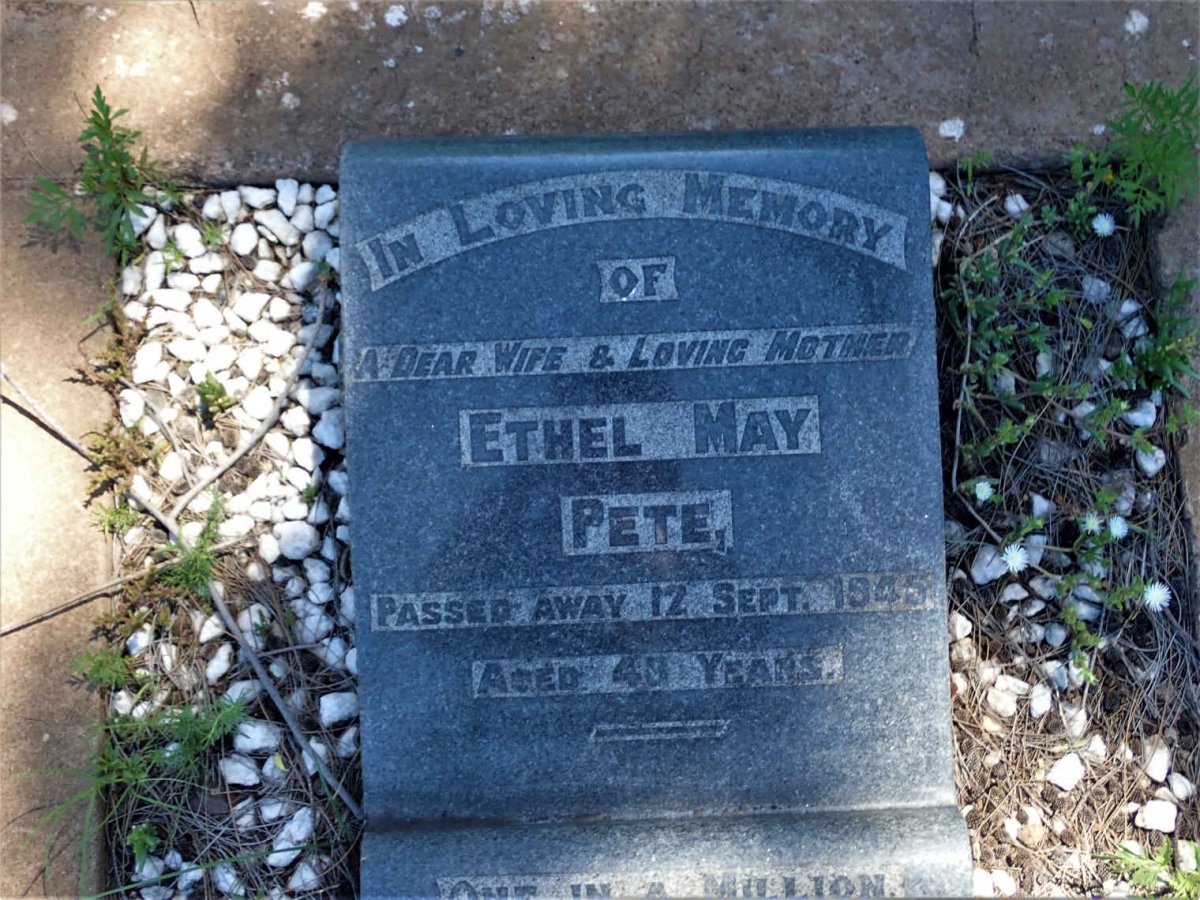 In Loving Memory
OF
A Dear Wife & Loving Mother
Ethel May
Pete,
Passed away 12 Sept. 1945
Aged Years.
One in a Million.